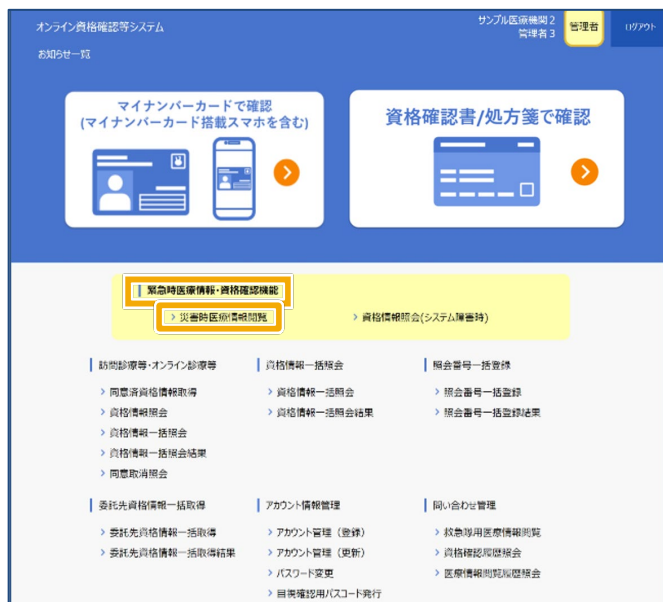 オンライン資格確認等システム
サンプル医療機関2
管理者3
管理者
ログアウト
お知らせ一覧
マイナンバーカードで確認
(マイナンバーカード搭載スマホを含む)
資格確認書/処方箋で確認
緊急時医療情報・資格確認機能
災害時医療情報閲覧
資格情報照会(システム障害時)
訪問診療等・オンライン診療等
同意済資格情報取得
資格情報照会
資格情報一括照会
資格情報一括照会結果
同意取消照会
資格情報一括照会
資格情報一括照会
資格情報一括照会結果
照会番号一括登録
照会番号一括登録
照会番号一括登録結果
委託先資格情報一括取得
委託先資格情報一括取得
委託先資格情報一括取得結果
アカウント情報管理
アカウント管理（登録）
アカウント管理（更新）
パスワード変更
目視確認用パスコード発行
問い合わせ管理
救急隊用医療情報閲覧
資格確認履歴照会
医療情報閲覧履歴照会